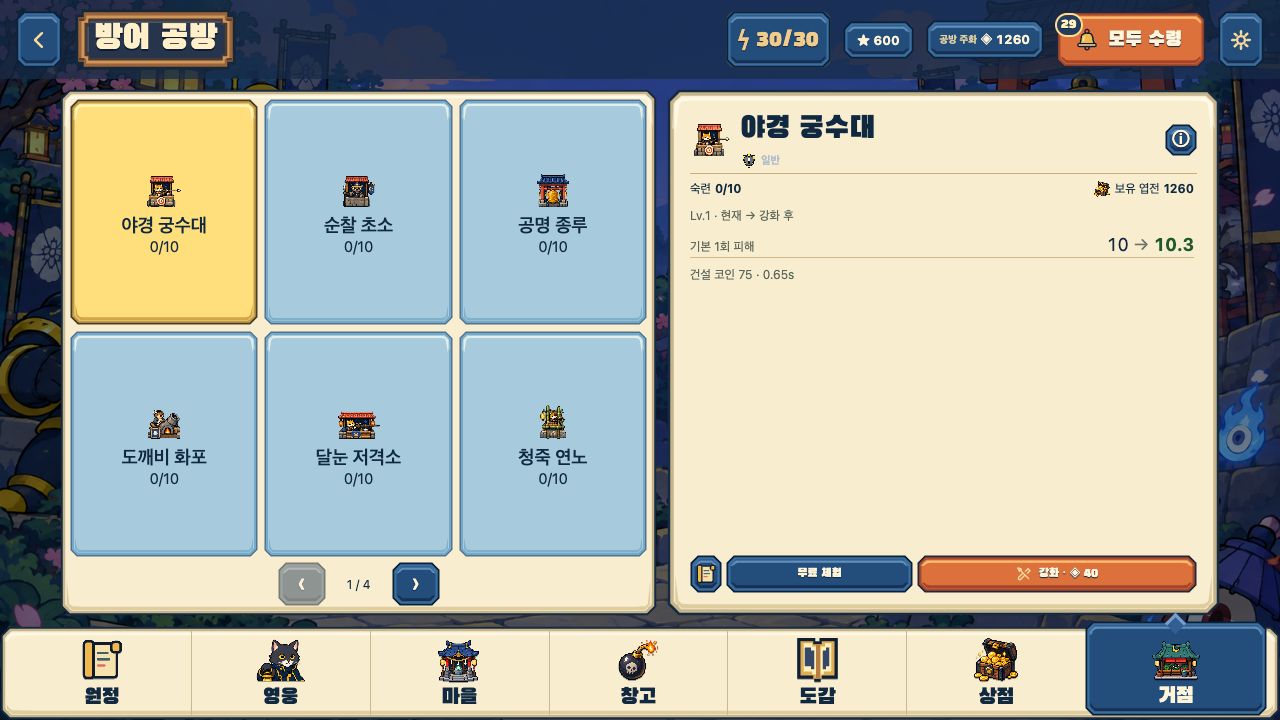 방어 공방
30/30
600
공방 주화 1260
29
모두 수령
야경 궁수대
0/10
순찰 초소
0/10
공명 종루
0/10
도깨비 화포
0/10
달눈 저격소
0/10
청죽 연노
0/10
1 / 4
야경 궁수대
일반
숙련 0/10
보유 엽전 1260
Lv.1 · 현재 → 강화 후
기본 1회 피해
10 → 10.3
건설 코인 75 · 0.65s
무료 체험
강화 · 40
원정
영웅
마을
창고
도감
상점
거점